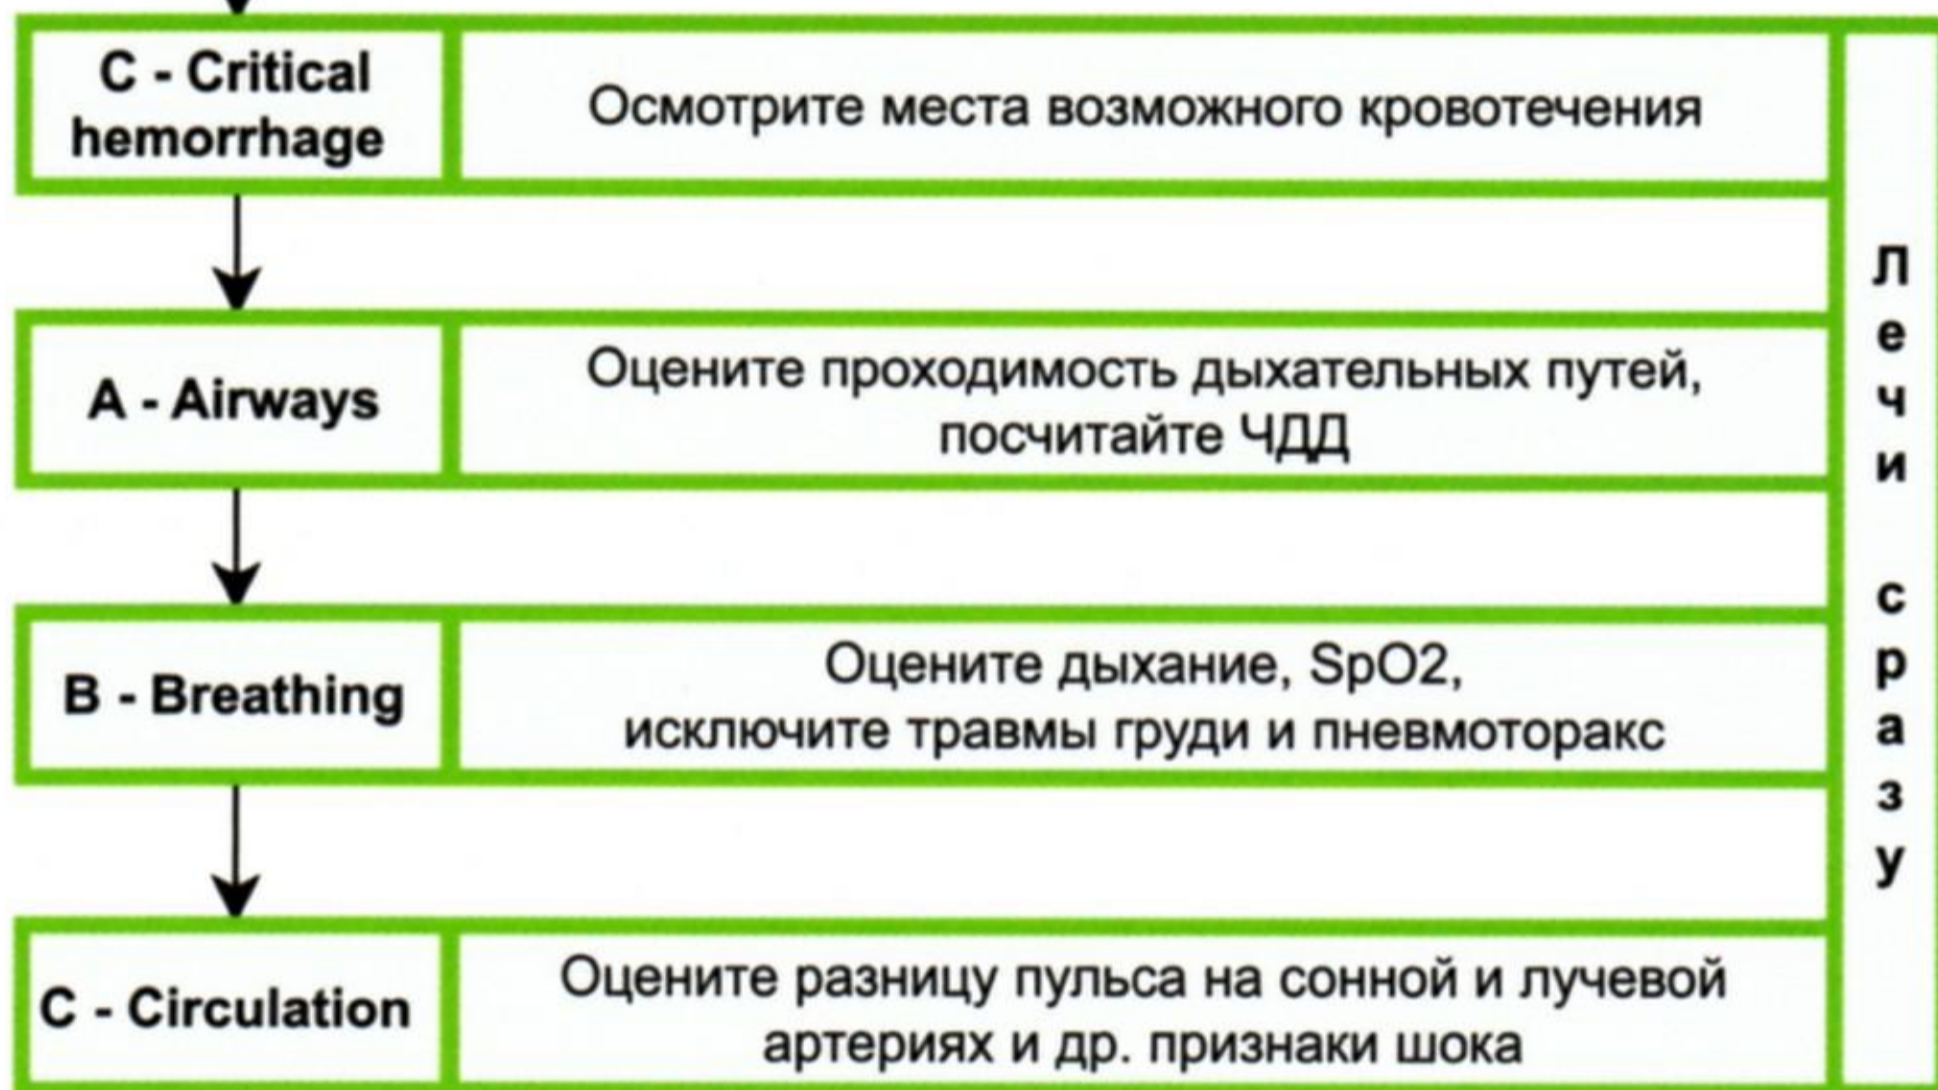 C - Critical
hemorrhage
Осмотрите места возможного кровотечения
A - Airways
Оцените проходимость дыхательных путей,
посчитайте ЧДД
B - Breathing
Оцените дыхание, SpO2,
исключите травмы груди и пневмоторакс
C - Circulation
Оцените разницу пульса на сонной и лучевой
артериях и др. признаки шока
Лечи сразу